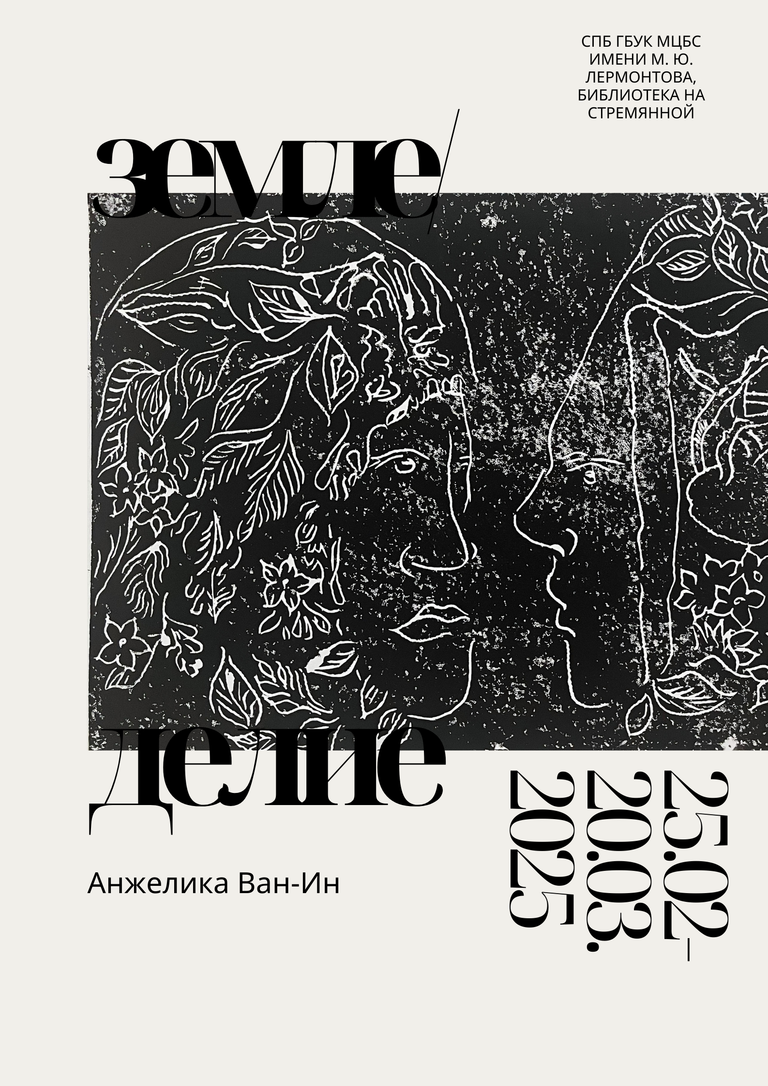 СПБ ГБУК МЦБС
ИМЕНИ М. Ю.
ЛЕРМОНТОВА,
БИБЛИОТЕКА НА
СТРЕМЯННОЙ
земле/
делие
Анжелика Ван-Ин
25.02–
20.03.
2025